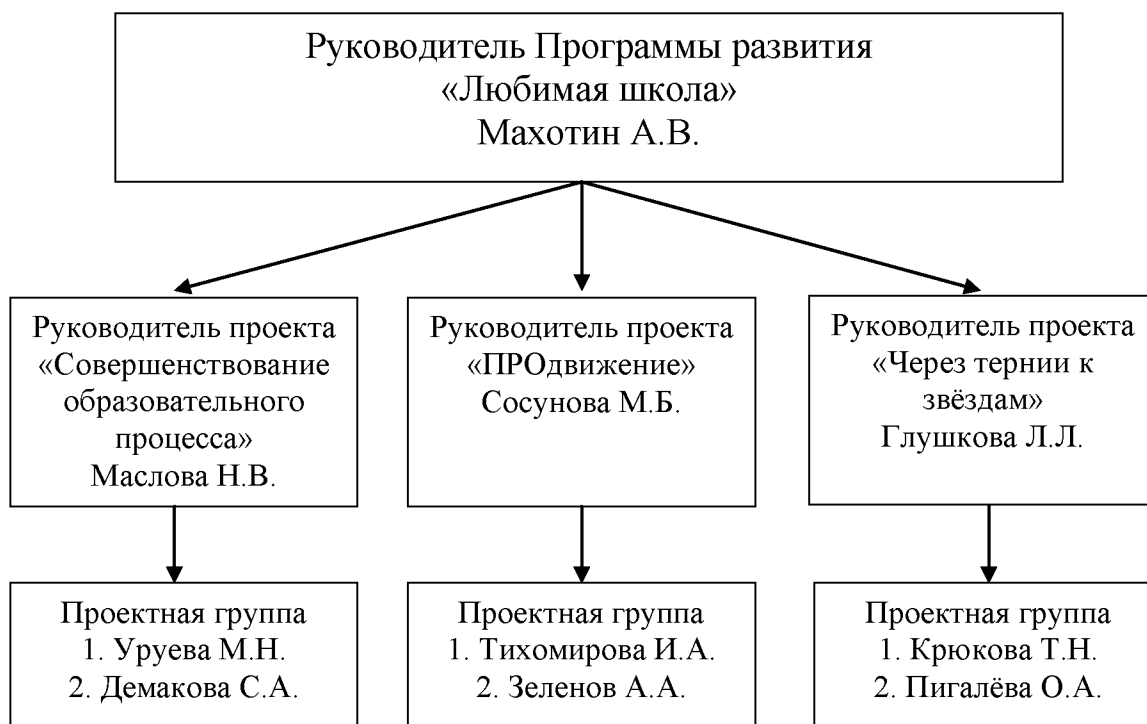 Руководитель Программы развития
«Любимая школа»
Махотин А.В.
Руководитель проекта
«Совершенствование
образовательного
процесса»
Маслова Н.В.
Руководитель проекта
«ПРОдвижение»
Сосунова М.Б.
Руководитель проекта
«Через тернии к
звёздам»
Глушкова Л.Л.
Проектная группа
1. Уруева М.Н.
2. Демакова С.А.
Проектная группа
1. Тихомирова И.А.
2. Зеленов А.А.
Проектная группа
1. Крюкова Т.Н.
2. Пигалёва О.А.